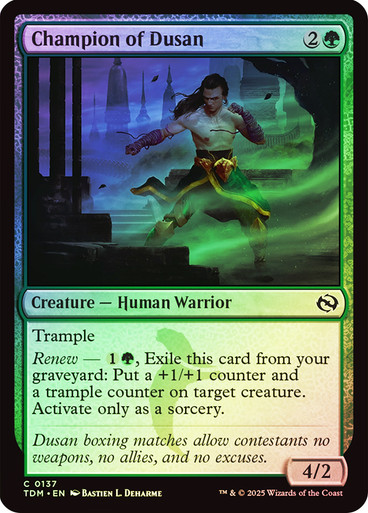 Champion of Dusan 2
Creature — Human Warrior
Trample
Renew — 1, Exile this card from your
graveyard: Put a +1/+1 counter and
a trample counter on target creature.
Activate only as a sorcery.
Dusan boxing matches allow contestants no
weapons, no allies, and no excuses.
4/2
C 0137
TDM • EN Bastien L. Deharme ™ & © 2025 Wizards of the Coast